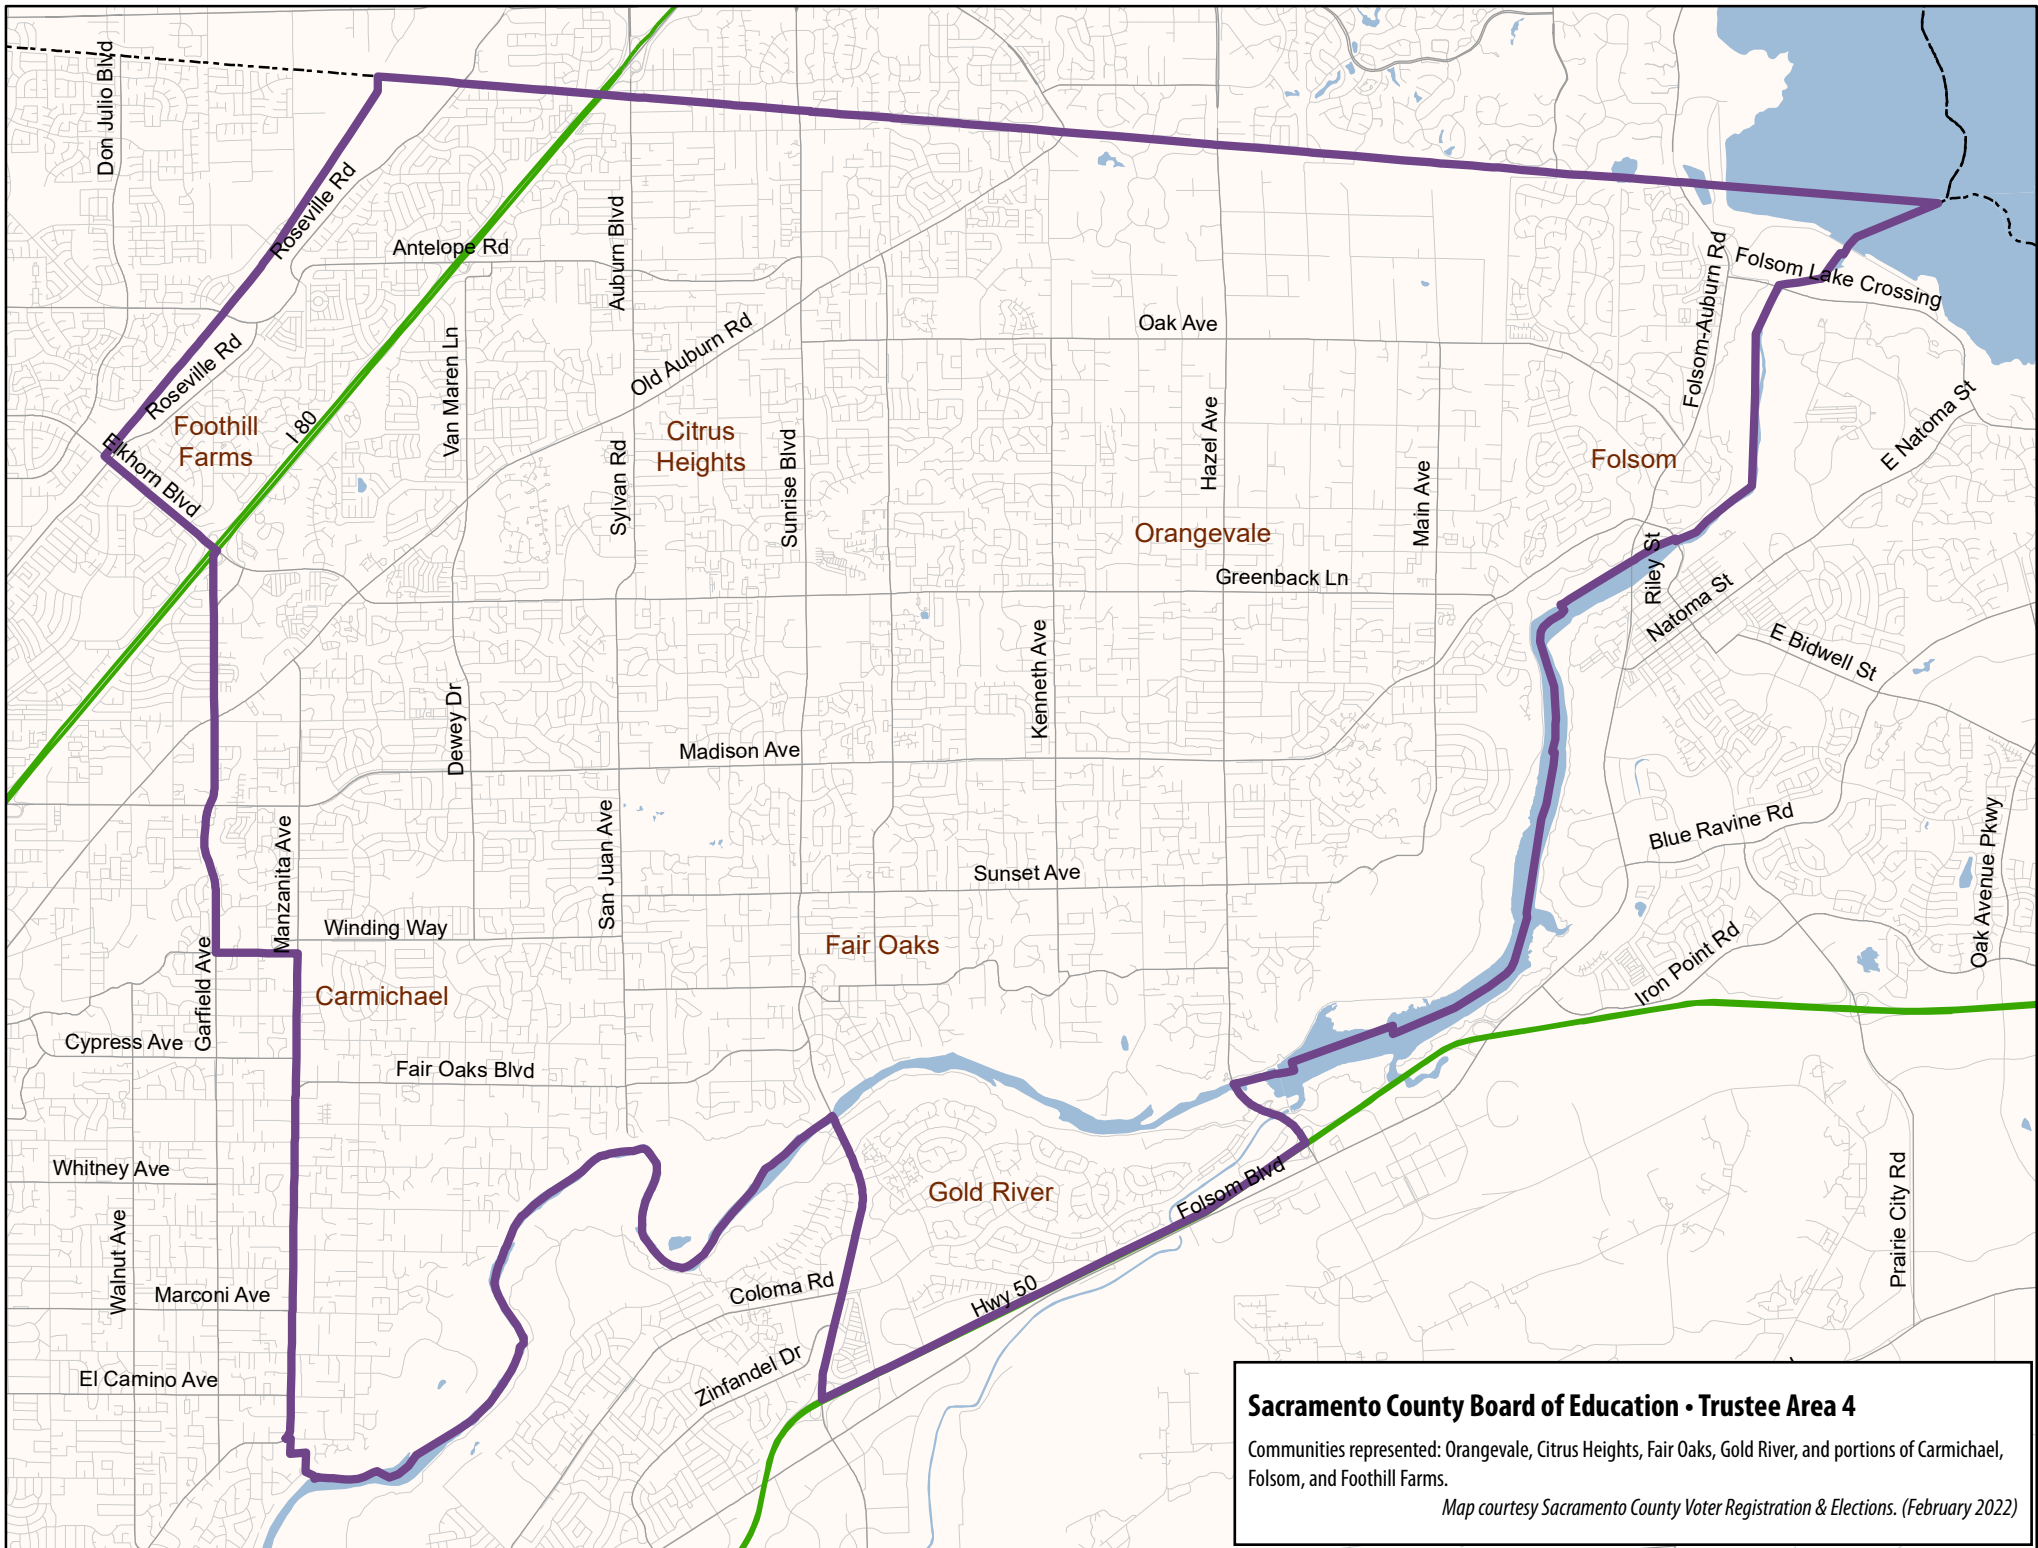 Don Julio Blvd
Roseville Rd
Antelope Rd
Auburn Blvd
Folsom-Auburn Rd
Folsom Lake Crossing
Oak Ave
Old Auburn Rd
Van Maren Ln
Roseville Rd
I 80
Foothill
Farms
Elkhorn Blvd
Citrus
Heights
Sylvan Rd
Sunrise Blvd
Hazel Ave
Main Ave
Folsom
E Natoma St
Orangevale
Greenback Ln
Riley St
Natoma St
E Bidwell St
Kenneth Ave
Dewey Dr
Madison Ave
San Juan Ave
Manzanita Ave
Blue Ravine Rd
Oak Avenue Pkwy
Sunset Ave
Winding Way
Fair Oaks
Iron Point Rd
Garfield Ave
Carmichael
Cypress Ave
Fair Oaks Blvd
Whitney Ave
Gold River
Folsom Blvd
Prairie City Rd
Walnut Ave
Marconi Ave
Coloma Rd
Hwy 50
Zinfandel Dr
El Camino Ave
Sacramento County Board of Education • Trustee Area 4
Communities represented: Orangevale, Citrus Heights, Fair Oaks, Gold River, and portions of Carmichael,
Folsom, and Foothill Farms.
Map courtesy Sacramento County Voter Registration & Elections. (February 2022)